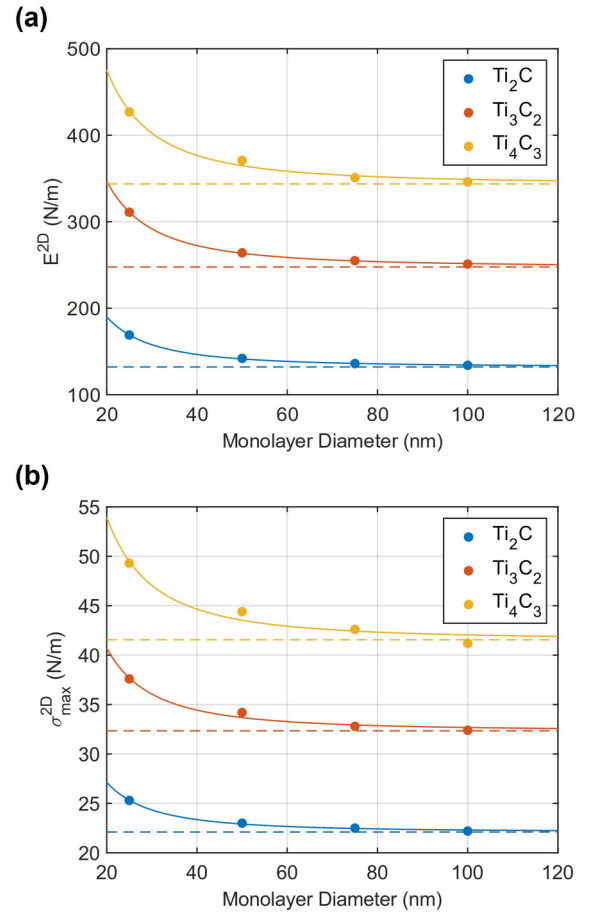 (a)
500
400
300
200
100
E²ᴰ (N/m)
Ti₂C
Ti₃C₂
Ti₄C₃
20 40 60 80 100 120
Monolayer Diameter (nm)
(b)
55
50
45
40
35
30
25
20
σ²ᴰmax (N/m)
Ti₂C
Ti₃C₂
Ti₄C₃
20 40 60 80 100 120
Monolayer Diameter (nm)